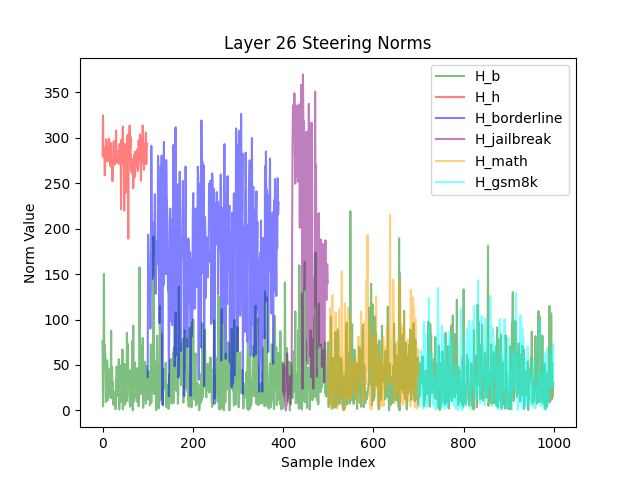 Layer 26 Steering Norms
Norm Value
350
300
250
200
150
100
50
0
H_b
H_h
H_borderline
H_jailbreak
H_math
H_gsm8k
0
200
400
600
800
1000
Sample Index